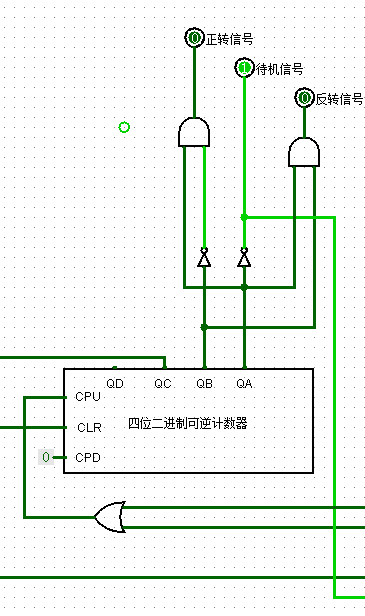 0 正转信号
1 待机信号
0 反转信号
QD QC QB QA
CPU
四位二进制可逆计数器
CLR
0 CPD